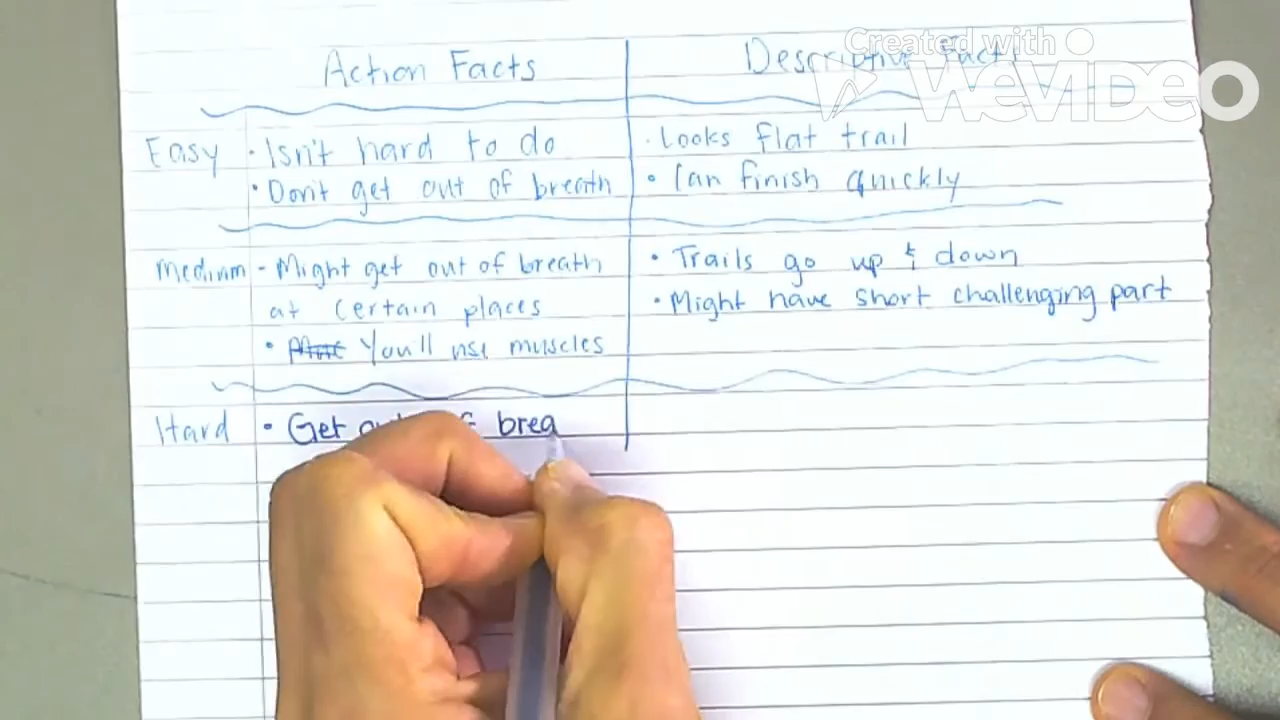 Created with
WeVideo
Action Facts
Descriptive Facts
Easy
· Isn't hard to do
· Don't get out of breath
· Looks flat trail
· Can finish quickly
Medium
- Might get out of breath
at certain places
· You'll use muscles
· Trails go up & down
· Might have short challenging part
Hard
· Get brea